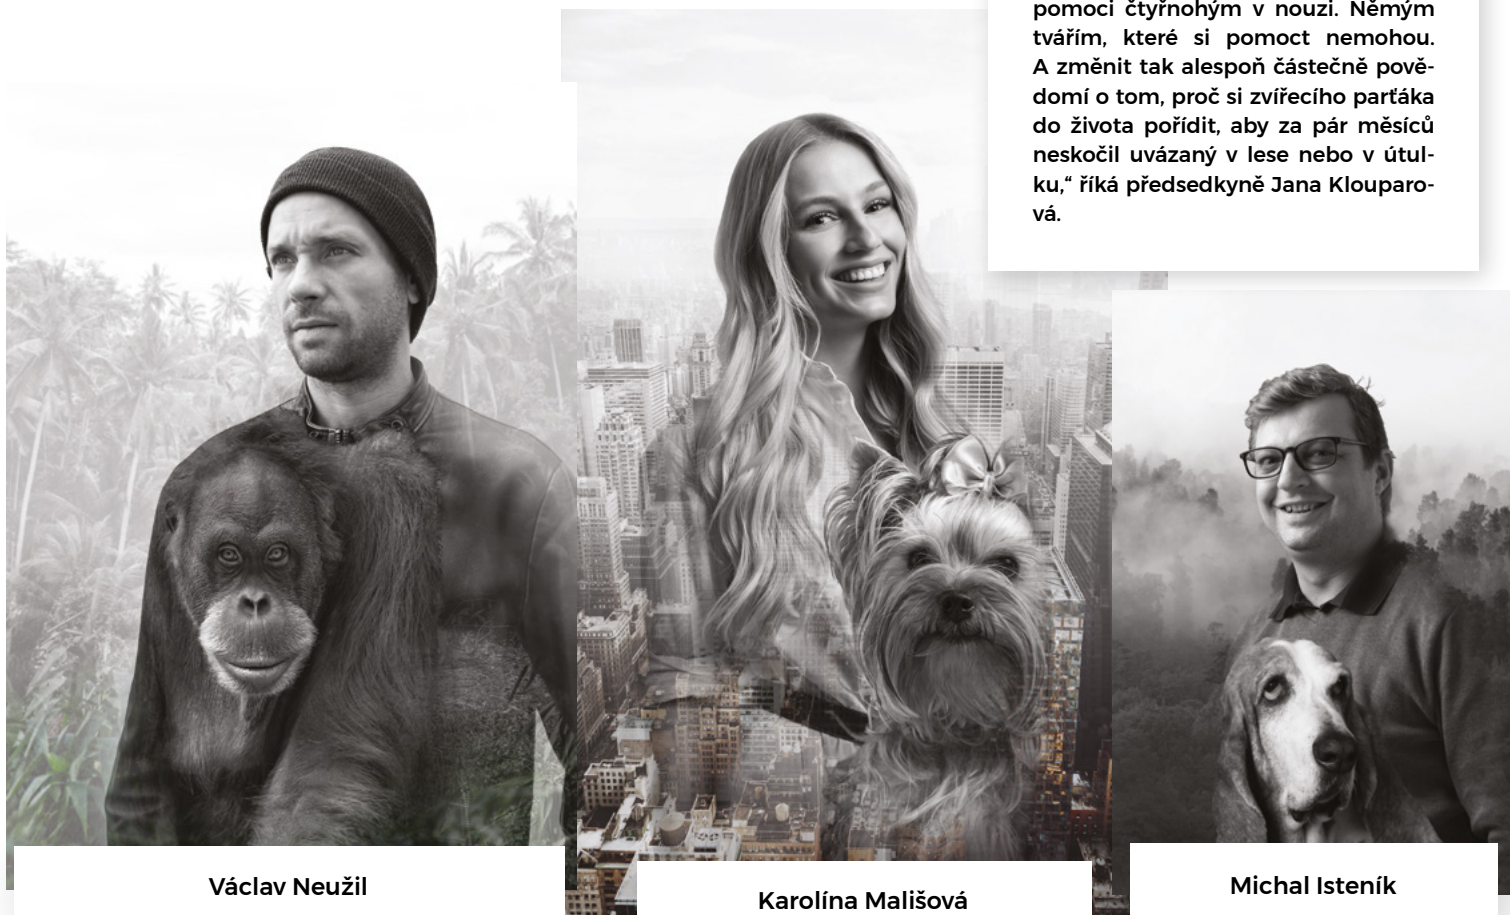 pomoci čtyřnohým v nouzi. Němým
tvářím, které si pomoct nemohou.
A změnit tak alespoň částečně pově-
domí o tom, proč si zvířecího parťáka
do života pořídit, aby za pár měsíců
neskočil uvázaný v lese nebo v útul-
ku,“ říká předsedkyně Jana Klouparo-
vá.
Václav Neužil
Karolína Mališová
Michal Isteník